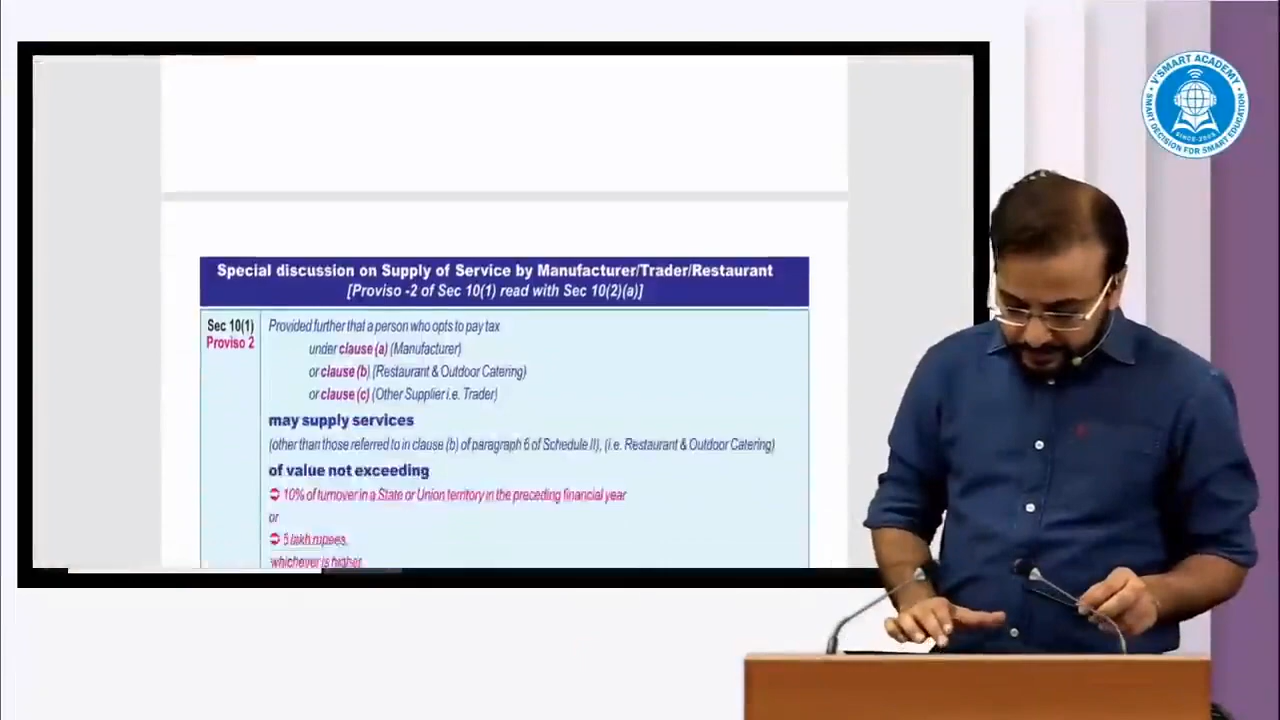 Special discussion on Supply of Service by Manufacturer/Trader/Restaurant
[Proviso -2 of Sec 10(1) read with Sec 10(2)(a)]
Sec 10(1)
Proviso 2
Provided further that a person who opts to pay tax
under clause (a) (Manufacturer)
or clause (b) (Restaurant & Outdoor Catering)
or clause (c) (Other Supplier i.e. Trader)
may supply services
(other than those referred to in clause (b) of paragraph 6 of Schedule II), (i.e. Restaurant & Outdoor Catering)
of value not exceeding
➲ 10% of turnover in a State or Union territory in the preceding financial year
or
➲ 5 lakh rupees,
whichever is higher
V'SMART ACADEMY
SMART DECISION FOR SMART EDUCATION